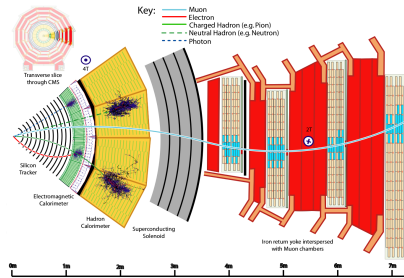 Key:
Muon
Electron
Charged Hadron (e.g. Pion)
Neutral Hadron (e.g. Neutron)
Photon
Transverse slice
through CMS
4T
2T
Silicon
Tracker
Electromagnetic
Calorimeter
Hadron
Calorimeter
Superconducting
Solenoid
Iron return yoke interspersed
with Muon chambers
0m 1m 2m 3m 4m 5m 6m 7m